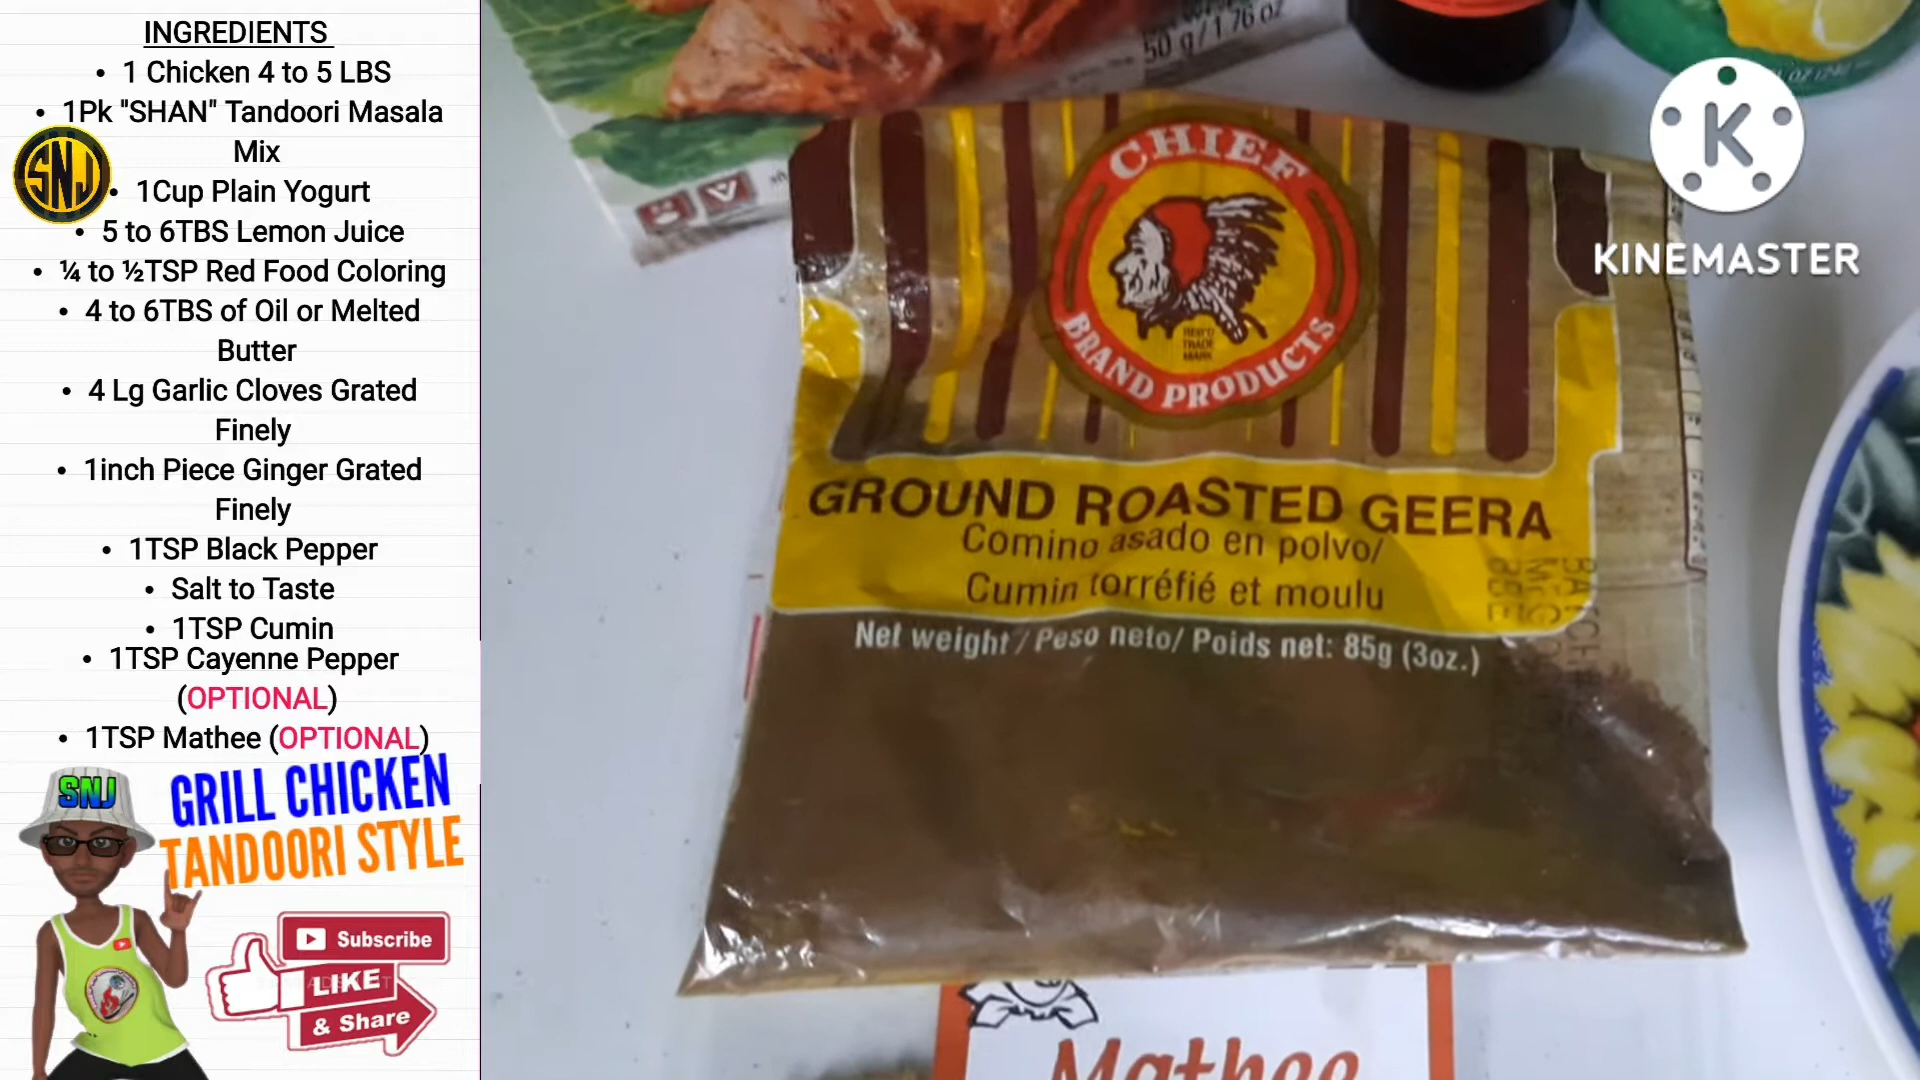 INGREDIENTS
• 1 Chicken 4 to 5 LBS
• 1Pk "SHAN" Tandoori Masala
Mix
• 1Cup Plain Yogurt
• 5 to 6TBS Lemon Juice
• ¼ to ½TSP Red Food Coloring
• 4 to 6TBS of Oil or Melted
Butter
• 4 Lg Garlic Cloves Grated
Finely
• 1inch Piece Ginger Grated
Finely
• 1TSP Black Pepper
• Salt to Taste
• 1TSP Cumin
• 1TSP Cayenne Pepper
(OPTIONAL)
• 1TSP Mathee (OPTIONAL)
SNJ
SNJ
GRILL CHICKEN
TANDOORI STYLE
Subscribe
LIKE
& Share
50 g/1.76 oz
K
KINEMASTER
CHIEF
BRAND PRODUCTS
REG'D
TRADE
MARK
GROUND ROASTED GEERA
Comino asado en polvo/
Cumin torréfié et moulu
Net weight / Peso neto/ Poids net: 85g (3oz.)
BATCH
Mathee